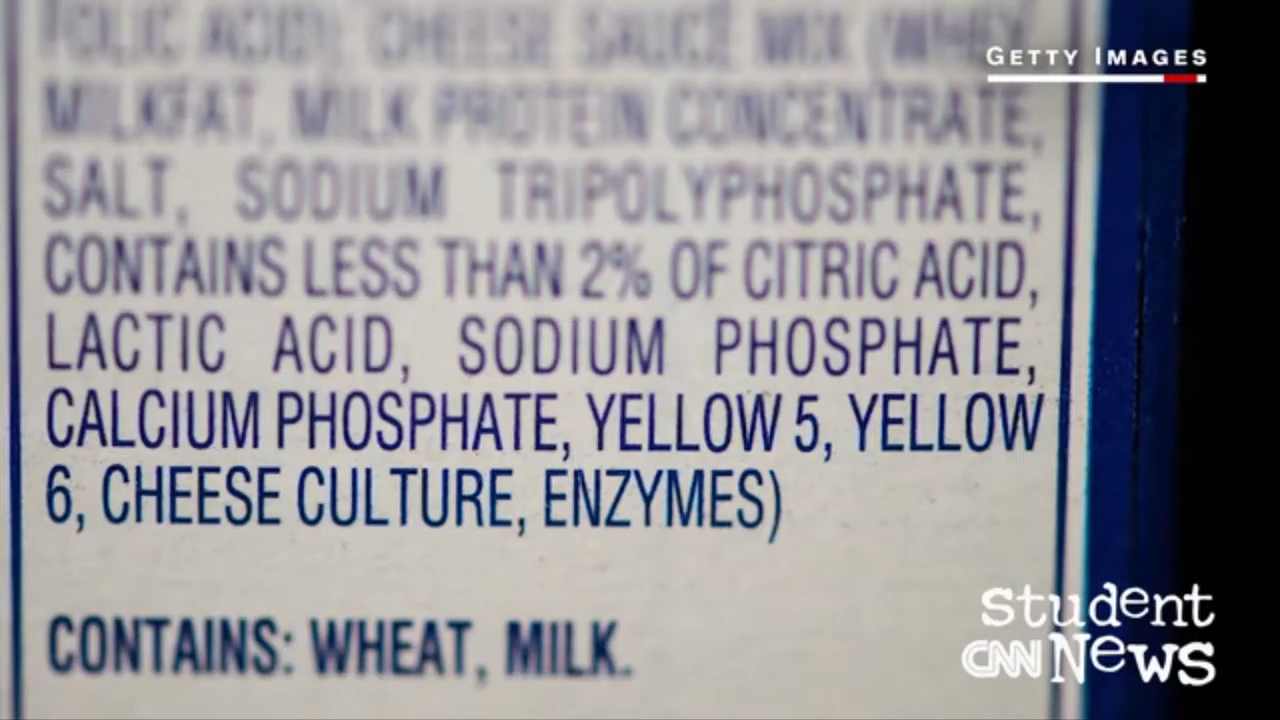 FOLIC ACID), CHEESE SAUCE MIX (WHEY,
MILKFAT, MILK PROTEIN CONCENTRATE,
SALT, SODIUM TRIPOLYPHOSPHATE,
CONTAINS LESS THAN 2% OF CITRIC ACID,
LACTIC ACID, SODIUM PHOSPHATE,
CALCIUM PHOSPHATE, YELLOW 5, YELLOW
6, CHEESE CULTURE, ENZYMES)
CONTAINS: WHEAT, MILK.
GETTY IMAGES
Student
CNN NEWS